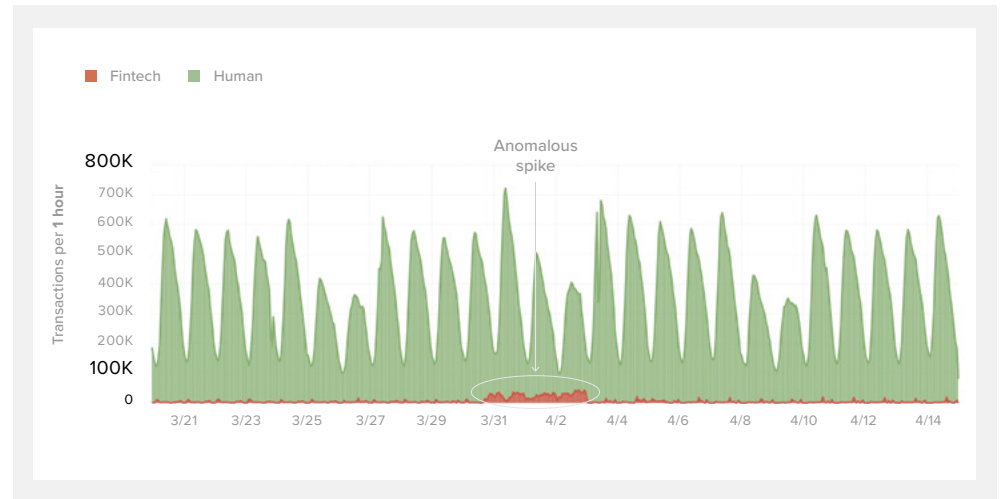 Fintech Human
Anomalous
spike
Transactions per 1 hour
800K
700K
600K
500K
400K
300K
200K
100K
0
3/21 3/23 3/25 3/27 3/29 3/31 4/2 4/4 4/6 4/8 4/10 4/12 4/14